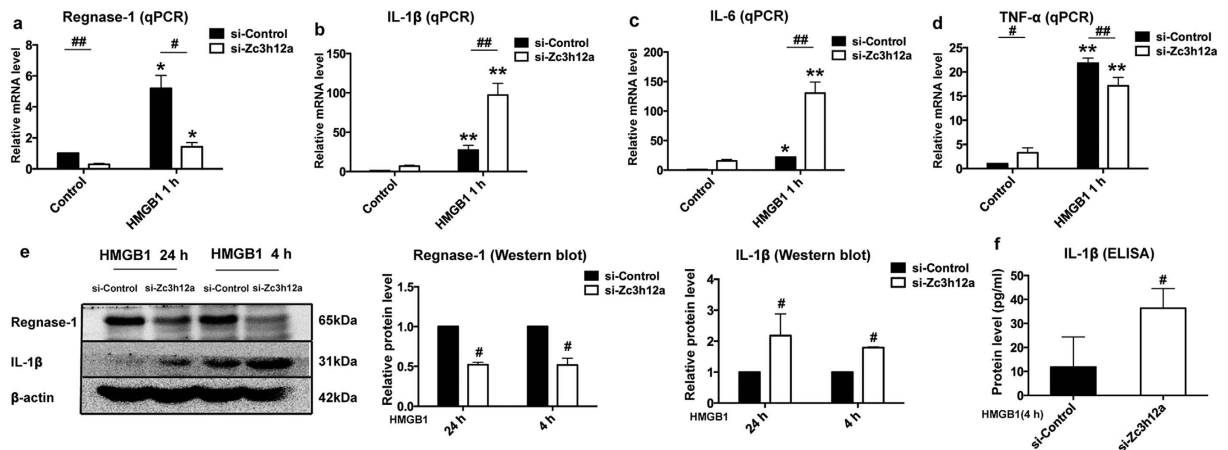 a
Regnase-1 (qPCR)
si-Control
si-Zc3h12a
Relative mRNA level
8
6
4
2
0
##
#
*
*
Control
HMGB1 1 h
b
IL-1β (qPCR)
si-Control
si-Zc3h12a
Relative mRNA level
150
100
50
0
##
**
**
Control
HMGB1 1 h
c
IL-6 (qPCR)
si-Control
si-Zc3h12a
Relative mRNA level
200
150
100
50
0
##
*
**
Control
HMGB1 1 h
d
TNF-α (qPCR)
si-Control
si-Zc3h12a
Relative mRNA level
25
20
15
10
5
0
#
##
**
**
Control
HMGB1 1 h
e
HMGB1 24 h HMGB1 4 h
si-Control si-Zc3h12a si-Control si-Zc3h12a
Regnase-1 65kDa
IL-1β 31kDa
β-actin 42kDa
Regnase-1 (Western blot)
si-Control
si-Zc3h12a
Relative protein level
1.5
1.0
0.5
0.0
#
#
HMGB1
24 h
4 h
IL-1β (Western blot)
si-Control
si-Zc3h12a
Relative protein level
4
3
2
1
0
#
#
HMGB1
24 h
4 h
f
IL-1β (ELISA)
Protein level (pg/ml)
50
40
30
20
10
0
#
HMGB1(4 h)
si-Control
si-Zc3h12a